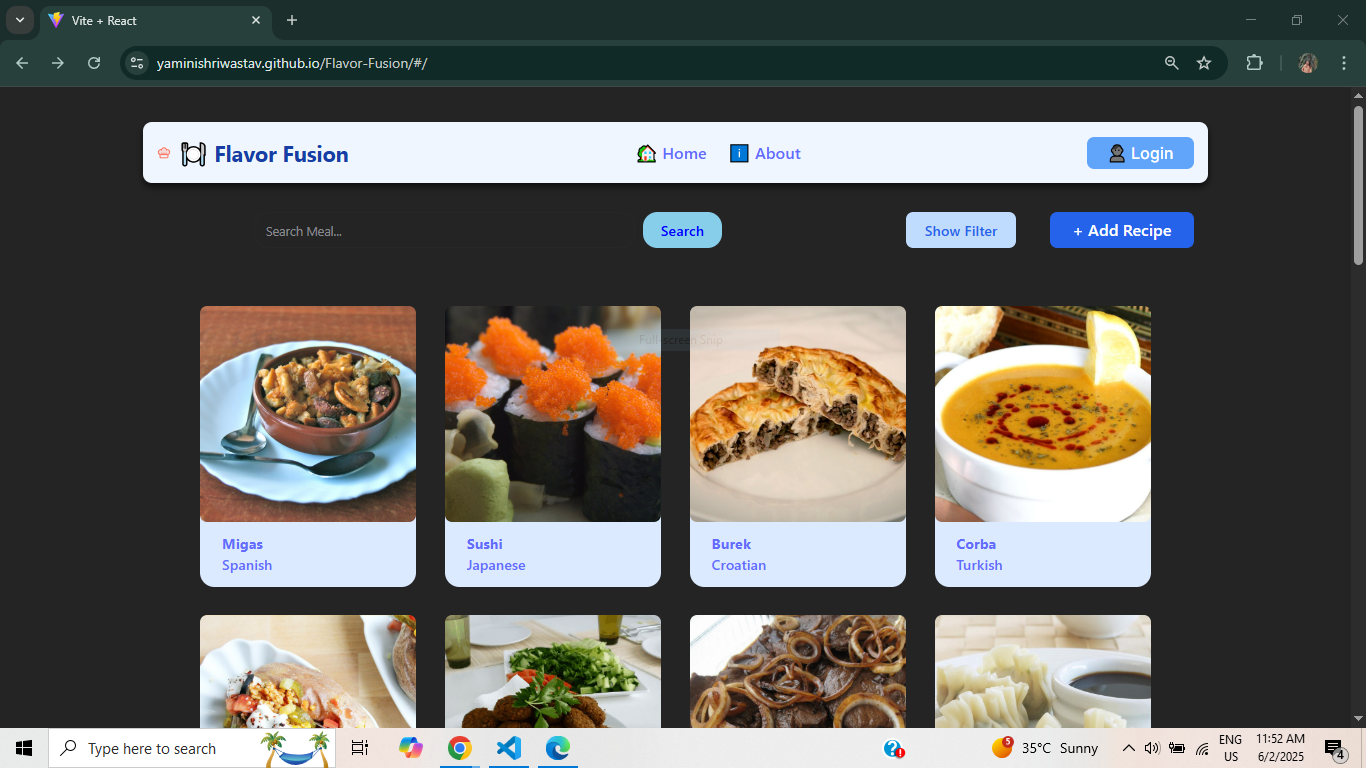 Vite + React
yaminishriwastav.github.io/Flavor-Fusion/#/
Flavor Fusion
Home
About
Login
Search Meal...
Search
Show Filter
+ Add Recipe
Full-screen Snip
Migas
Spanish
Sushi
Japanese
Burek
Croatian
Corba
Turkish
Type here to search
5
35°C Sunny
ENG
US
11:52 AM
6/2/2025
4